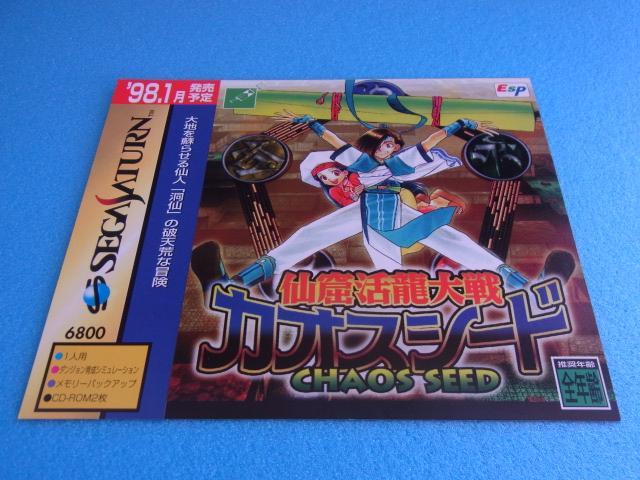 '98.1月 発売予定
SEGA SATURN™
6800
大地を蘇らせる仙人「洞仙」の破天荒な冒険
●1人用
●ダンジョン育成シミュレーション
●メモリーバックアップ
●CD-ROM2枚
ESP
仙窟活龍大戦
カオスシード
CHAOS SEED
推奨年齢
全年齢